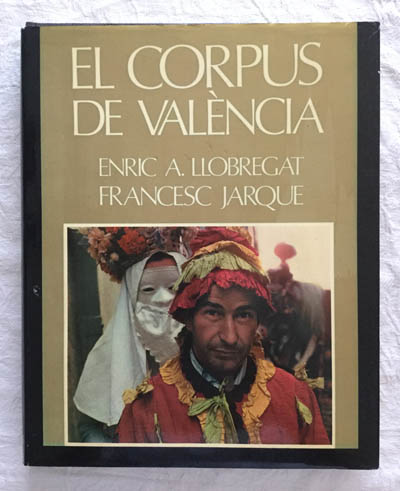 EL CORPUS
DE VALÈNCIA
ENRIC A. LLOBREGAT
FRANCESC JARQUE